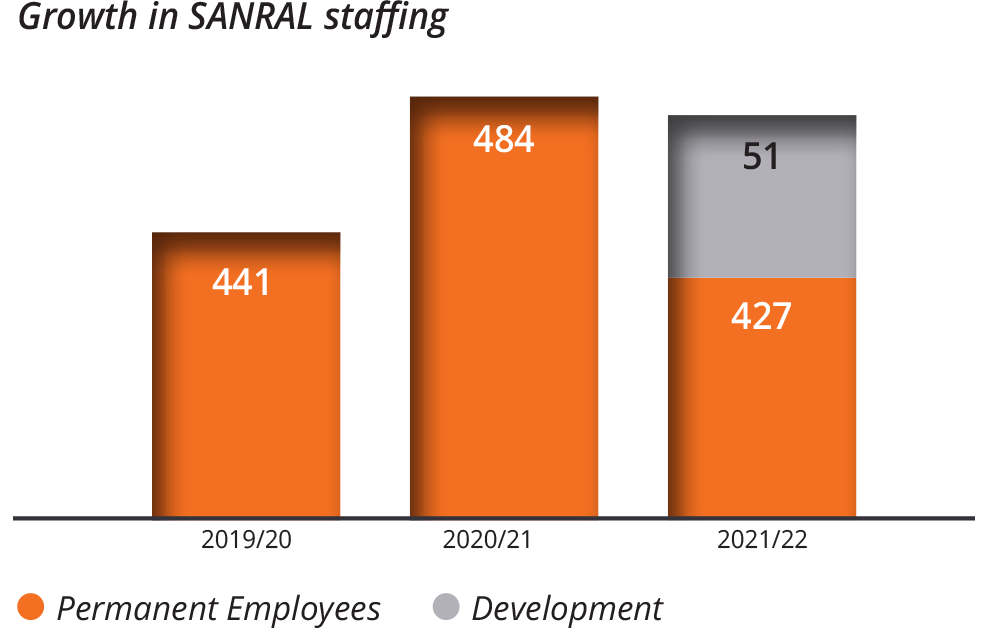 Growth in SANRAL staffing
441
484
51
427
2019/20
2020/21
2021/22
Permanent Employees
Development